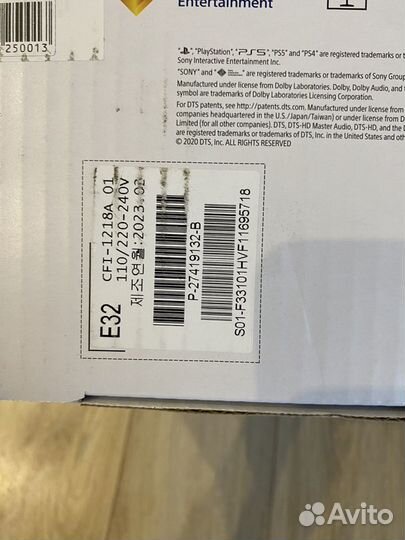 Entertainment
250013
"PlayStation", "PS5", "PS5" and "PS4" are registered trademarks or
Sony Interactive Entertainment Inc.
"SONY" and " " are registered trademarks or trademarks of Sony Group
Manufactured under license from Dolby Laboratories. Dolby, Dolby Audio, and t
symbol are trademarks of Dolby Laboratories Licensing Corporation.
For DTS patents, see http://patents.dts.com. Manufactured under license from
companies headquartered in the U.S./Japan/Taiwan) or under license from D
Limited (for all other companies). DTS, DTS-HD Master Audio, DTS-HD, and the D
are registered trademarks or trademarks of DTS, Inc. in the United States and oth
© 2020 DTS, Inc. ALL RIGHTS RESERVED
E32
CFI-1218A 01
110/220-240V
제조연월:2023.02
P-27419132-B
S01-F33101HVF11695718
Avito